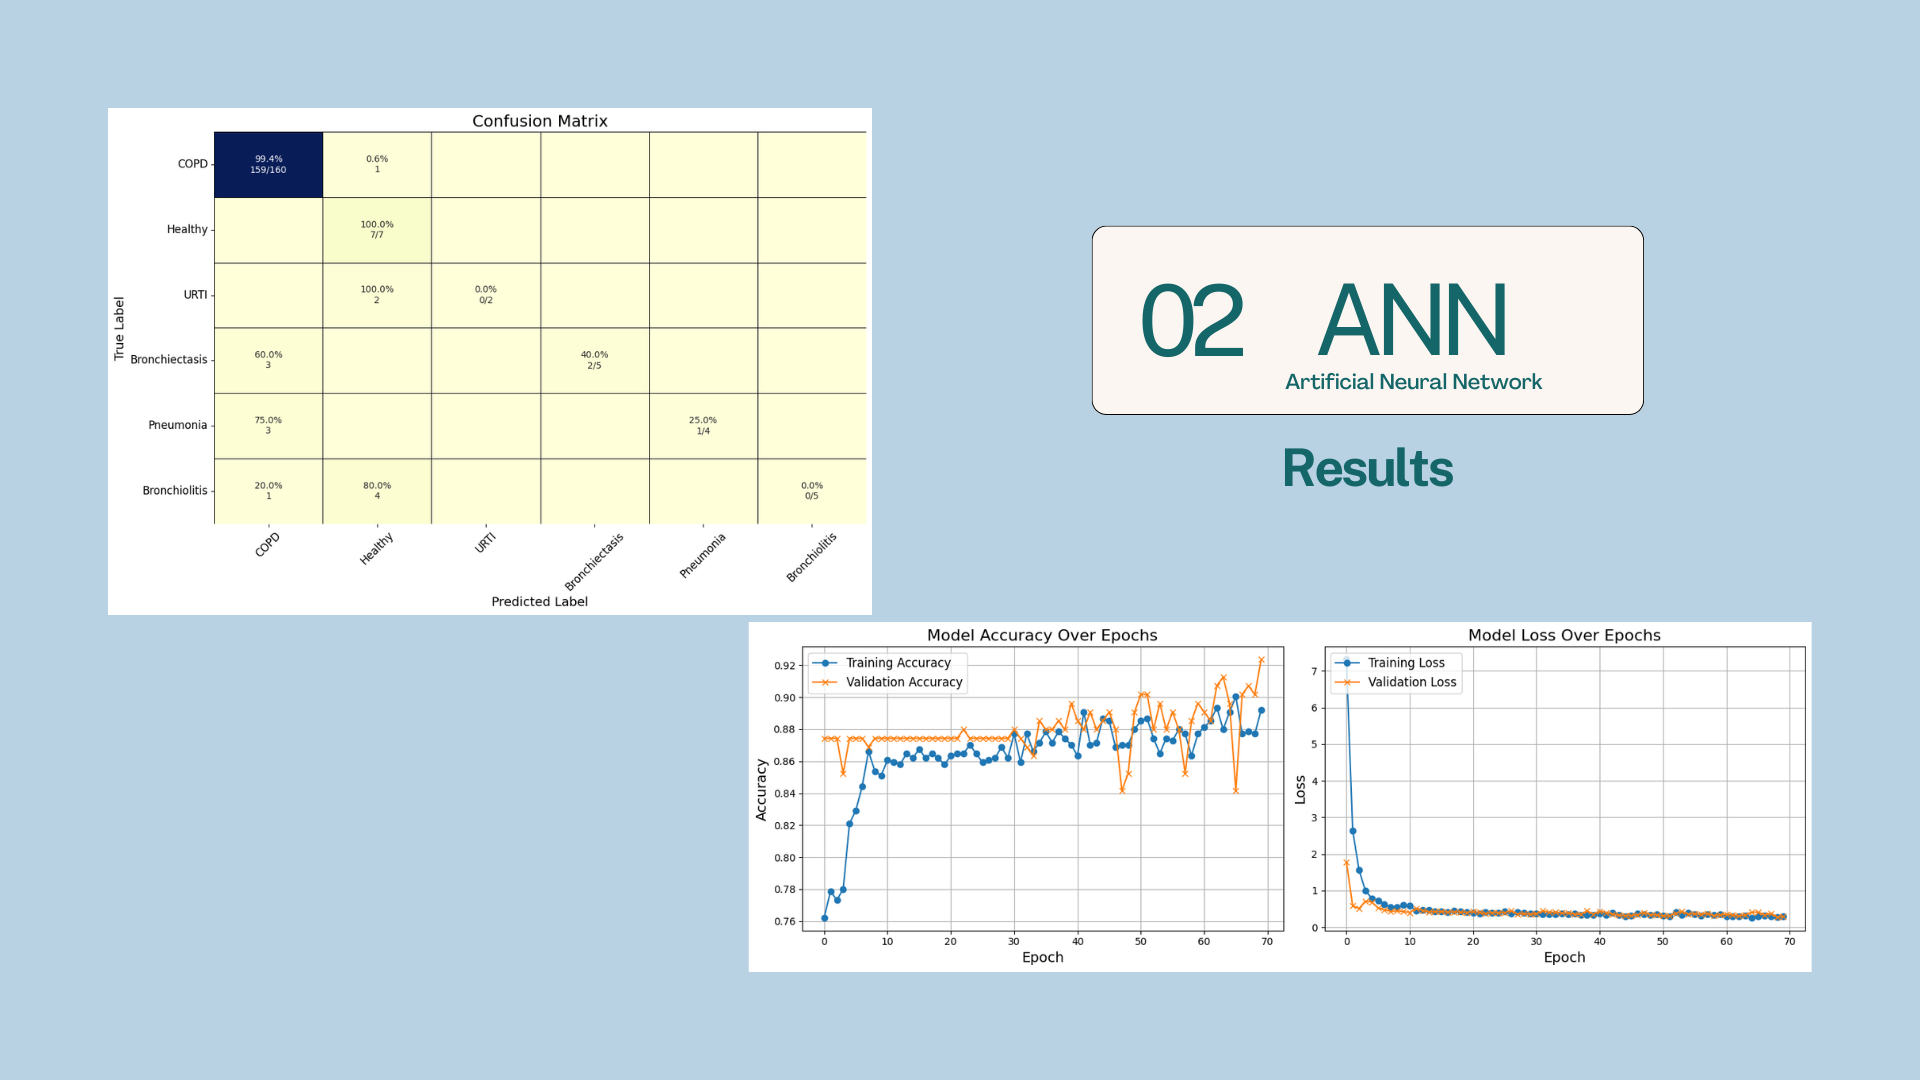 Confusion Matrix
True Label
COPD
99.4%
159/160
0.6%
1
Healthy
100.0%
7/7
URTI
100.0%
2
0.0%
0/2
Bronchiectasis
60.0%
3
40.0%
2/5
Pneumonia
75.0%
3
25.0%
1/4
Bronchiolitis
20.0%
1
80.0%
4
0.0%
0/5
COPD
Healthy
URTI
Bronchiectasis
Pneumonia
Bronchiolitis
Predicted Label
02 ANN
Artificial Neural Network
Results
Model Accuracy Over Epochs
Training Accuracy
Validation Accuracy
Accuracy
0.92
0.90
0.88
0.86
0.84
0.82
0.80
0.78
0.76
0 10 20 30 40 50 60 70
Epoch
Model Loss Over Epochs
Training Loss
Validation Loss
Loss
7
6
5
4
3
2
1
0
0 10 20 30 40 50 60 70
Epoch